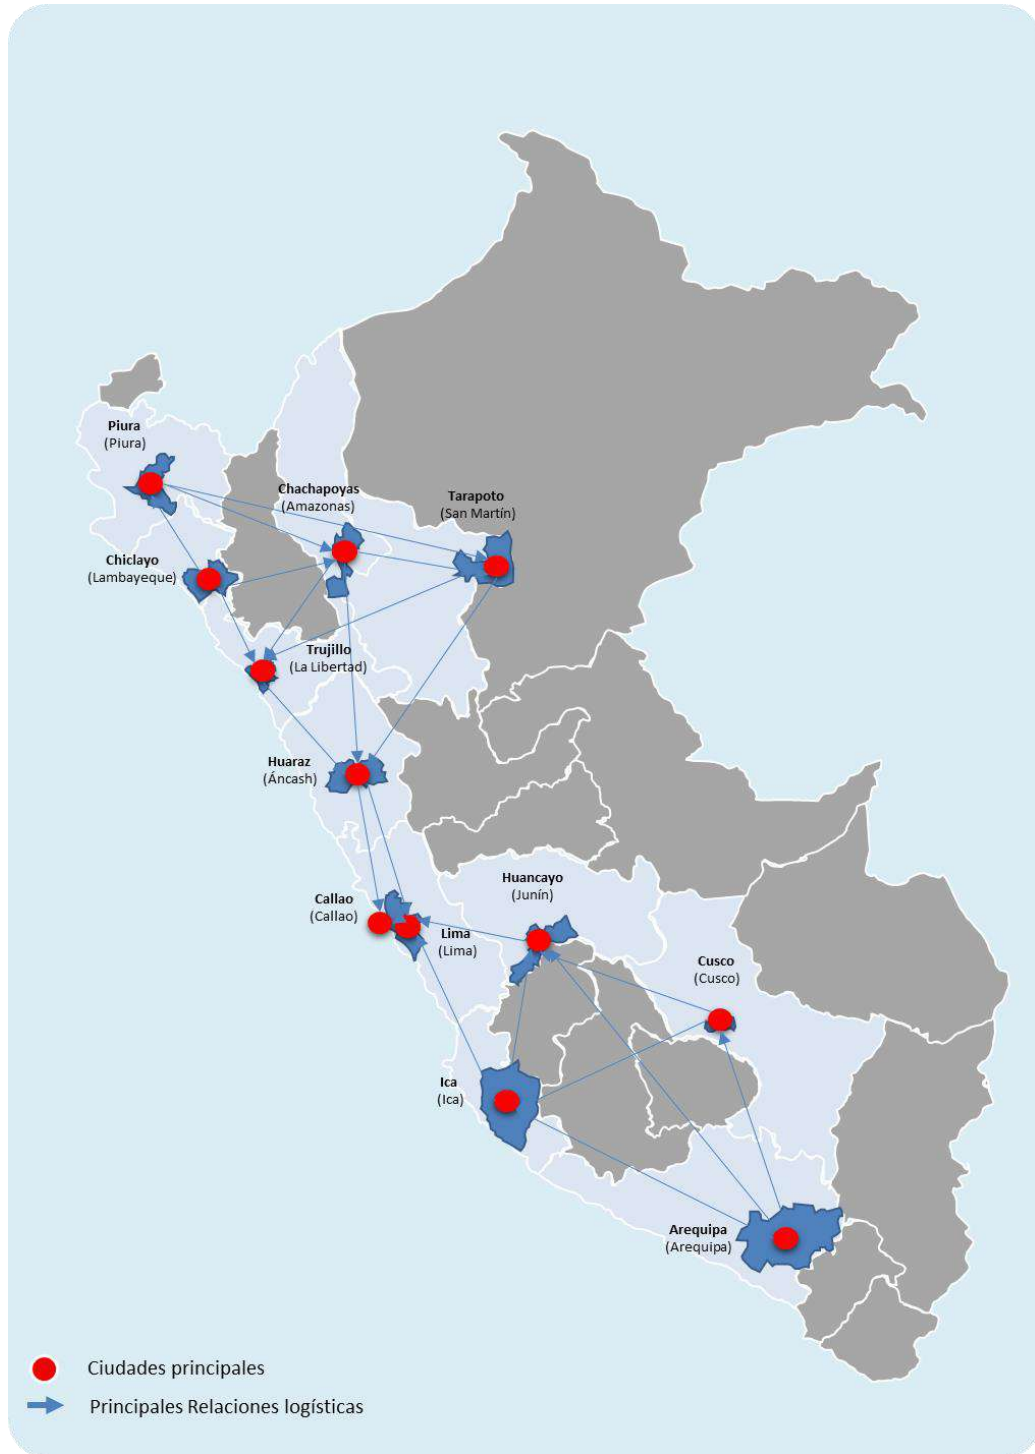 Piura
(Piura)
Chachapoyas
(Amazonas)
Tarapoto
(San Martín)
Chiclayo
(Lambayeque)
Trujillo
(La Libertad)
Huaraz
(Áncash)
Huancayo
(Junín)
Callao
(Callao)
Lima
(Lima)
Cusco
(Cusco)
Ica
(Ica)
Arequipa
(Arequipa)
Ciudades principales
Principales Relaciones logísticas